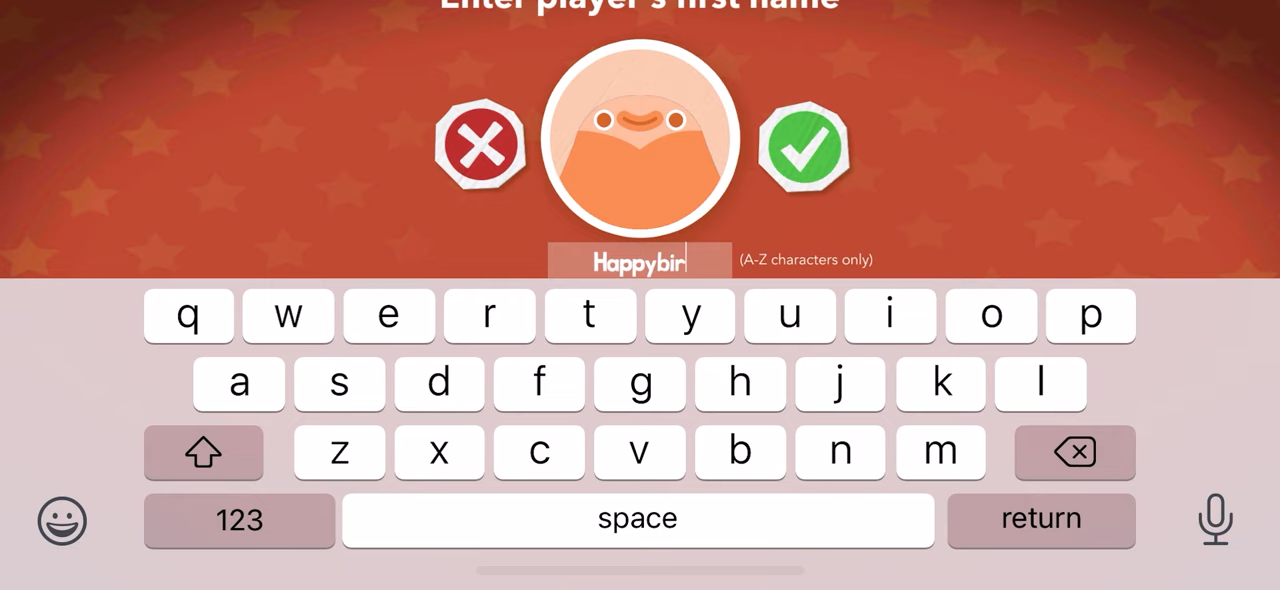 Enter player's first name
Happybir
(A-Z characters only)
q w e r t y u i o p
a s d f g h j k l
z x c v b n m
123 space return